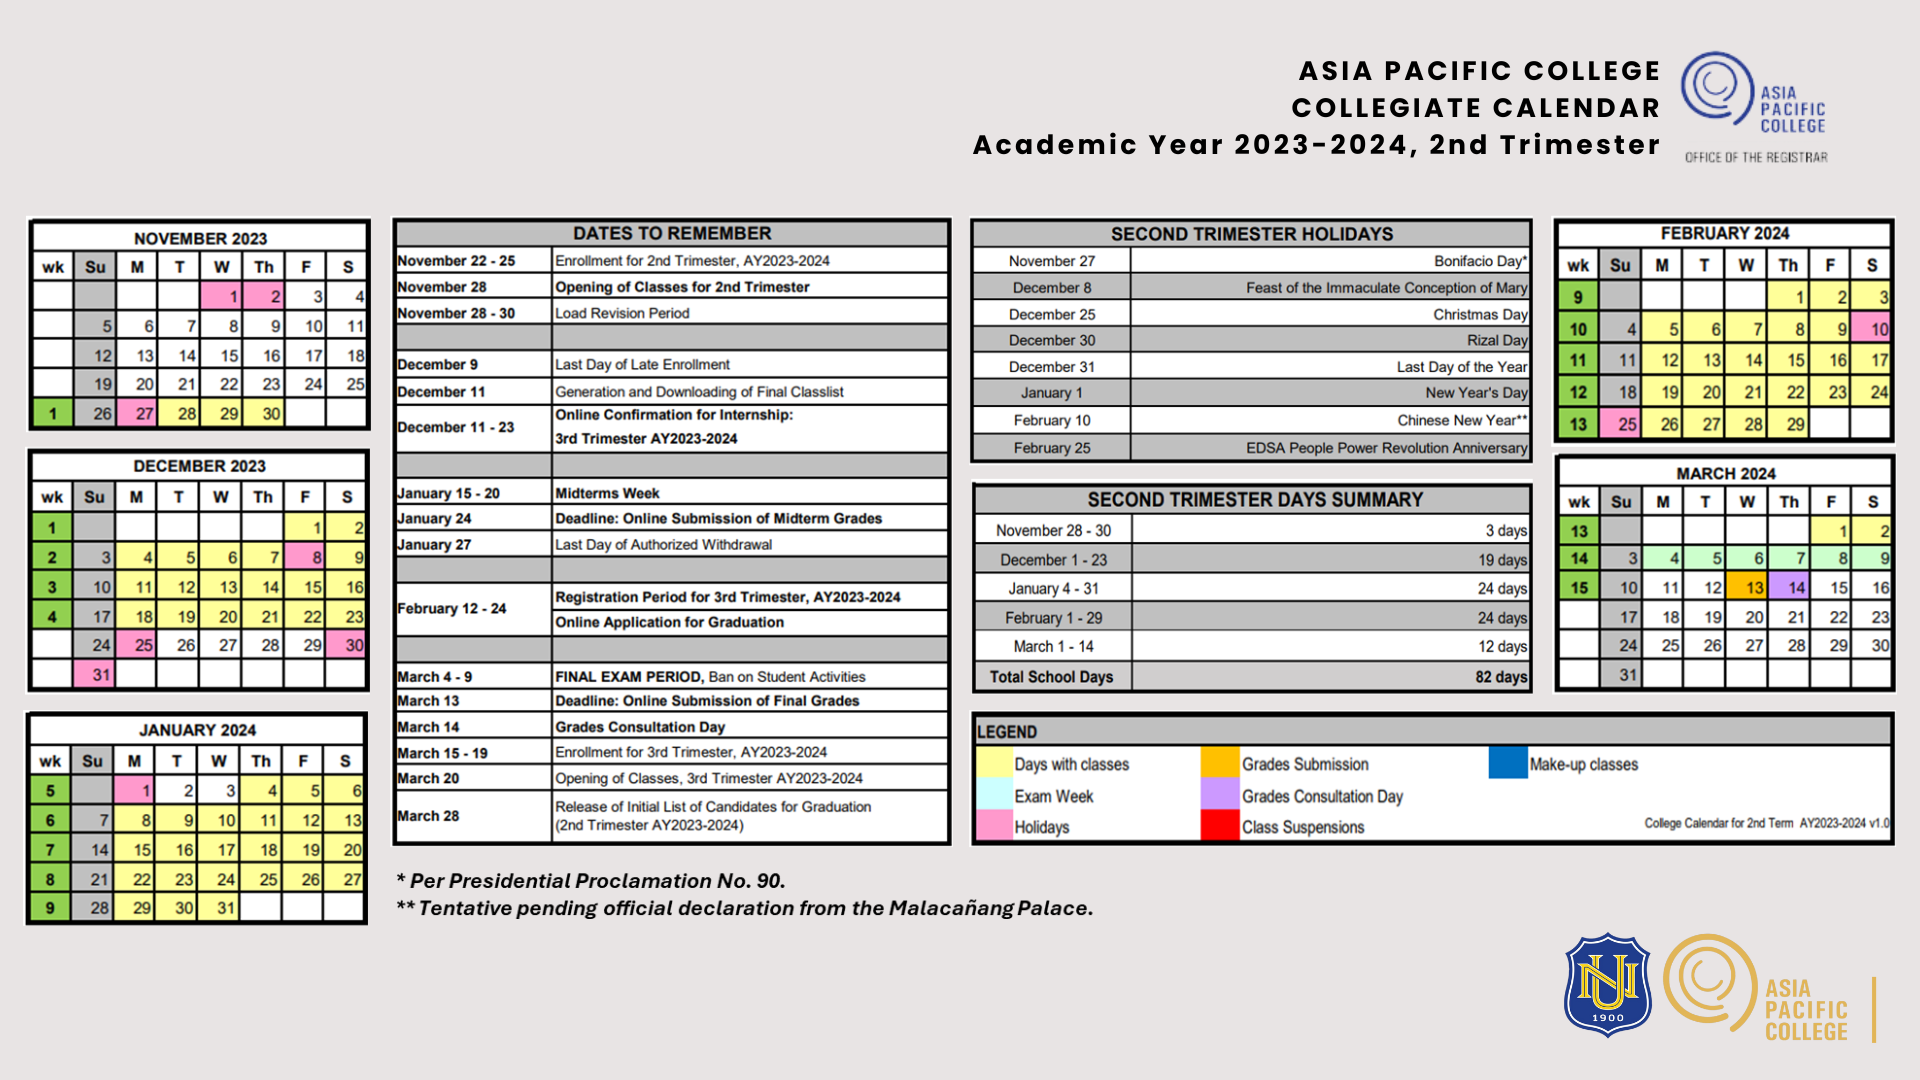 ASIA PACIFIC COLLEGE
COLLEGIATE CALENDAR
Academic Year 2023-2024, 2nd Trimester
ASIA
PACIFIC
COLLEGE
OFFICE OF THE REGISTRAR
NOVEMBER 2023
wk Su M T W Th F S
1 2 3 4
5 6 7 8 9 10 11
12 13 14 15 16 17 18
19 20 21 22 23 24 25
1 26 27 28 29 30
DECEMBER 2023
wk Su M T W Th F S
1 1 2
2 3 4 5 6 7 8 9
3 10 11 12 13 14 15 16
4 17 18 19 20 21 22 23
24 25 26 27 28 29 30
31
JANUARY 2024
wk Su M T W Th F S
5 1 2 3 4 5 6
6 7 8 9 10 11 12 13
7 14 15 16 17 18 19 20
8 21 22 23 24 25 26 27
9 28 29 30 31
DATES TO REMEMBER
November 22 - 25 Enrollment for 2nd Trimester, AY2023-2024
November 28 Opening of Classes for 2nd Trimester
November 28 - 30 Load Revision Period
December 9 Last Day of Late Enrollment
December 11 Generation and Downloading of Final Classlist
December 11 - 23 Online Confirmation for Internship:
3rd Trimester AY2023-2024
January 15 - 20 Midterms Week
January 24 Deadline: Online Submission of Midterm Grades
January 27 Last Day of Authorized Withdrawal
February 12 - 24 Registration Period for 3rd Trimester, AY2023-2024
Online Application for Graduation
March 4 - 9 FINAL EXAM PERIOD, Ban on Student Activities
March 13 Deadline: Online Submission of Final Grades
March 14 Grades Consultation Day
March 15 - 19 Enrollment for 3rd Trimester, AY2023-2024
March 20 Opening of Classes, 3rd Trimester AY2023-2024
March 28 Release of Initial List of Candidates for Graduation
(2nd Trimester AY2023-2024)
* Per Presidential Proclamation No. 90.
** Tentative pending official declaration from the Malacañang Palace.
SECOND TRIMESTER HOLIDAYS
November 27 Bonifacio Day*
December 8 Feast of the Immaculate Conception of Mary
December 25 Christmas Day
December 30 Rizal Day
December 31 Last Day of the Year
January 1 New Year's Day
February 10 Chinese New Year**
February 25 EDSA People Power Revolution Anniversary
SECOND TRIMESTER DAYS SUMMARY
November 28 - 30 3 days
December 1 - 23 19 days
January 4 - 31 24 days
February 1 - 29 24 days
March 1 - 14 12 days
Total School Days 82 days
FEBRUARY 2024
wk Su M T W Th F S
9 1 2 3
10 4 5 6 7 8 9 10
11 11 12 13 14 15 16 17
12 18 19 20 21 22 23 24
13 25 26 27 28 29
MARCH 2024
wk Su M T W Th F S
13 1 2
14 3 4 5 6 7 8 9
15 10 11 12 13 14 15 16
17 18 19 20 21 22 23
24 25 26 27 28 29 30
31
LEGEND
Days with classes Grades Submission Make-up classes
Exam Week Grades Consultation Day
Holidays Class Suspensions
College Calendar for 2nd Term AY2023-2024 v1.0
NU
1900
ASIA
PACIFIC
COLLEGE